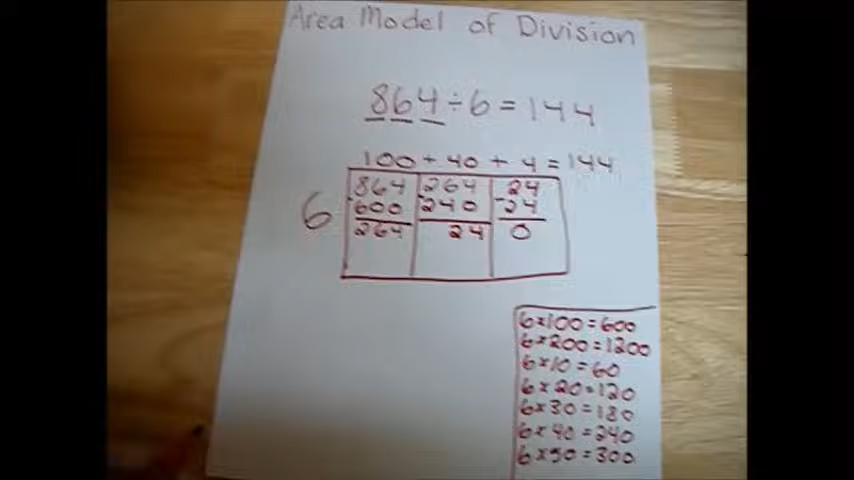 Area Model of Division
864 ÷ 6 = 144
100 + 40 + 4 = 144
864 264 24
6 -600 -240 -24
264 24 0
6×100=600
6×200=1200
6×10=60
6×20=120
6×30=180
6×40=240
6×50=300